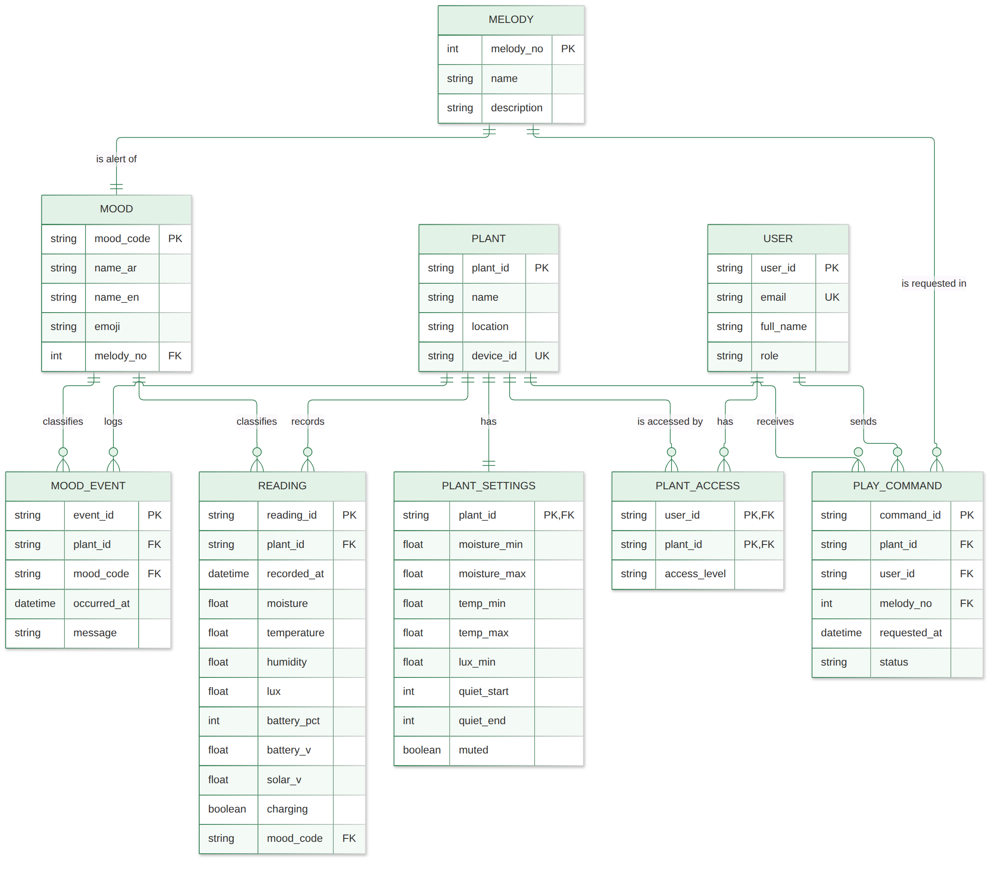 MELODY
int melody_no PK
string name
string description
is alert of
MOOD
string mood_code PK
string name_ar
string name_en
string emoji
int melody_no FK
PLANT
string plant_id PK
string name
string location
string device_id UK
USER
string user_id PK
string email UK
string full_name
string role
is requested in
classifies
logs
classifies
records
has
is accessed by
has
receives
sends
MOOD_EVENT
string event_id PK
string plant_id FK
string mood_code FK
datetime occurred_at
string message
READING
string reading_id PK
string plant_id FK
datetime recorded_at
float moisture
float temperature
float humidity
float lux
int battery_pct
float battery_v
float solar_v
boolean charging
string mood_code FK
PLANT_SETTINGS
string plant_id PK,FK
float moisture_min
float moisture_max
float temp_min
float temp_max
float lux_min
int quiet_start
int quiet_end
boolean muted
PLANT_ACCESS
string user_id PK,FK
string plant_id PK,FK
string access_level
PLAY_COMMAND
string command_id PK
string plant_id FK
string user_id FK
int melody_no FK
datetime requested_at
string status